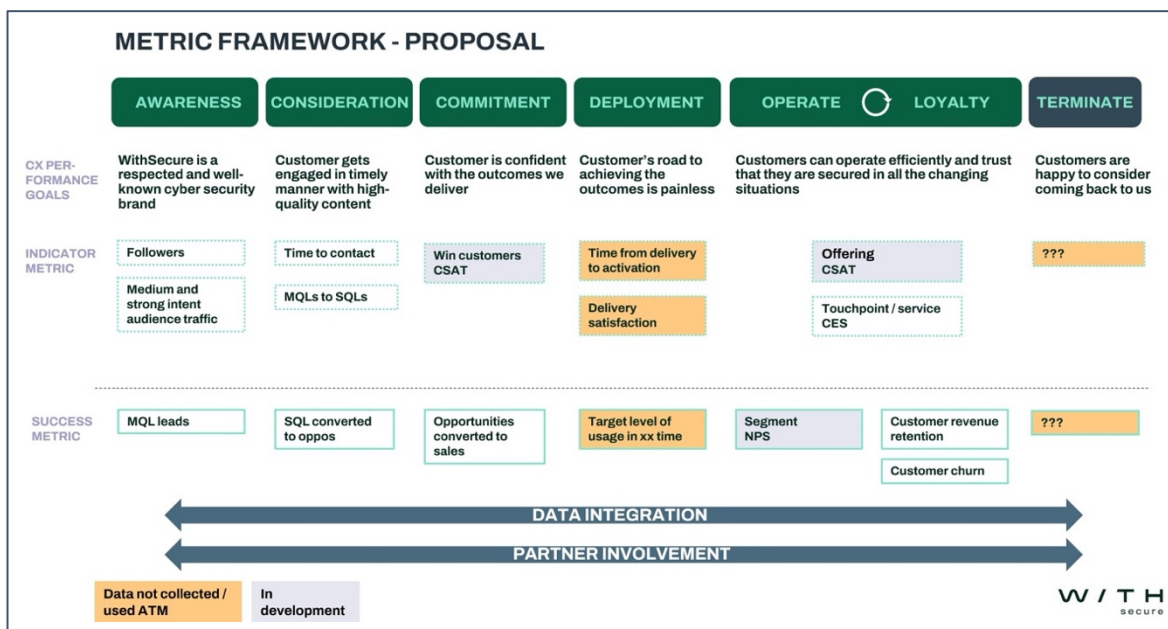 METRIC FRAMEWORK - PROPOSAL
AWARENESS
CONSIDERATION
COMMITMENT
DEPLOYMENT
OPERATE
LOYALTY
TERMINATE
CX PER-
FORMANCE
GOALS
WithSecure is a
respected and well-
known cyber security
brand
Customer gets
engaged in timely
manner with high-
quality content
Customer is confident
with the outcomes we
deliver
Customer's road to
achieving the
outcomes is painless
Customers can operate efficiently and trust
that they are secured in all the changing
situations
Customers are
happy to consider
coming back to us
INDICATOR
METRIC
Followers
Medium and
strong intent
audience traffic
Time to contact
MQLs to SQLs
Win customers
CSAT
Time from delivery
to activation
Delivery
satisfaction
Offering
CSAT
Touchpoint / service
CES
???
SUCCESS
METRIC
MQL leads
SQL converted
to oppos
Opportunities
converted to
sales
Target level of
usage in xx time
Segment
NPS
Customer revenue
retention
Customer churn
???
DATA INTEGRATION
PARTNER INVOLVEMENT
Data not collected /
used ATM
In
development
W / T H
secure